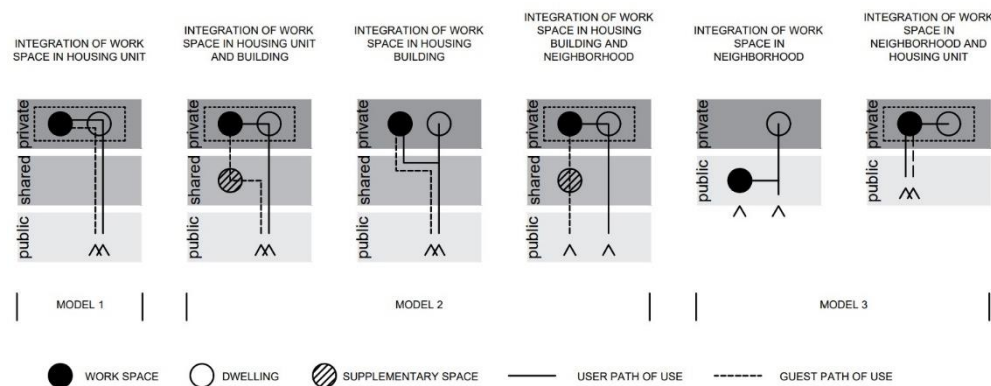 INTEGRATION OF WORK
SPACE IN HOUSING UNIT
INTEGRATION OF WORK
SPACE IN HOUSING UNIT
AND BUILDING
INTEGRATION OF WORK
SPACE IN HOUSING
BUILDING
INTEGRATION OF WORK
SPACE IN HOUSING
BUILDING AND
NEIGHBORHOOD
INTEGRATION OF WORK
SPACE IN
NEIGHBORHOOD
INTEGRATION OF WORK
SPACE IN
NEIGHBORHOOD AND
HOUSING UNIT
private
shared
public
private
shared
public
private
shared
public
private
shared
public
private
public
private
public
MODEL 1
MODEL 2
MODEL 3
WORK SPACE
DWELLING
SUPPLEMENTARY SPACE
USER PATH OF USE
GUEST PATH OF USE